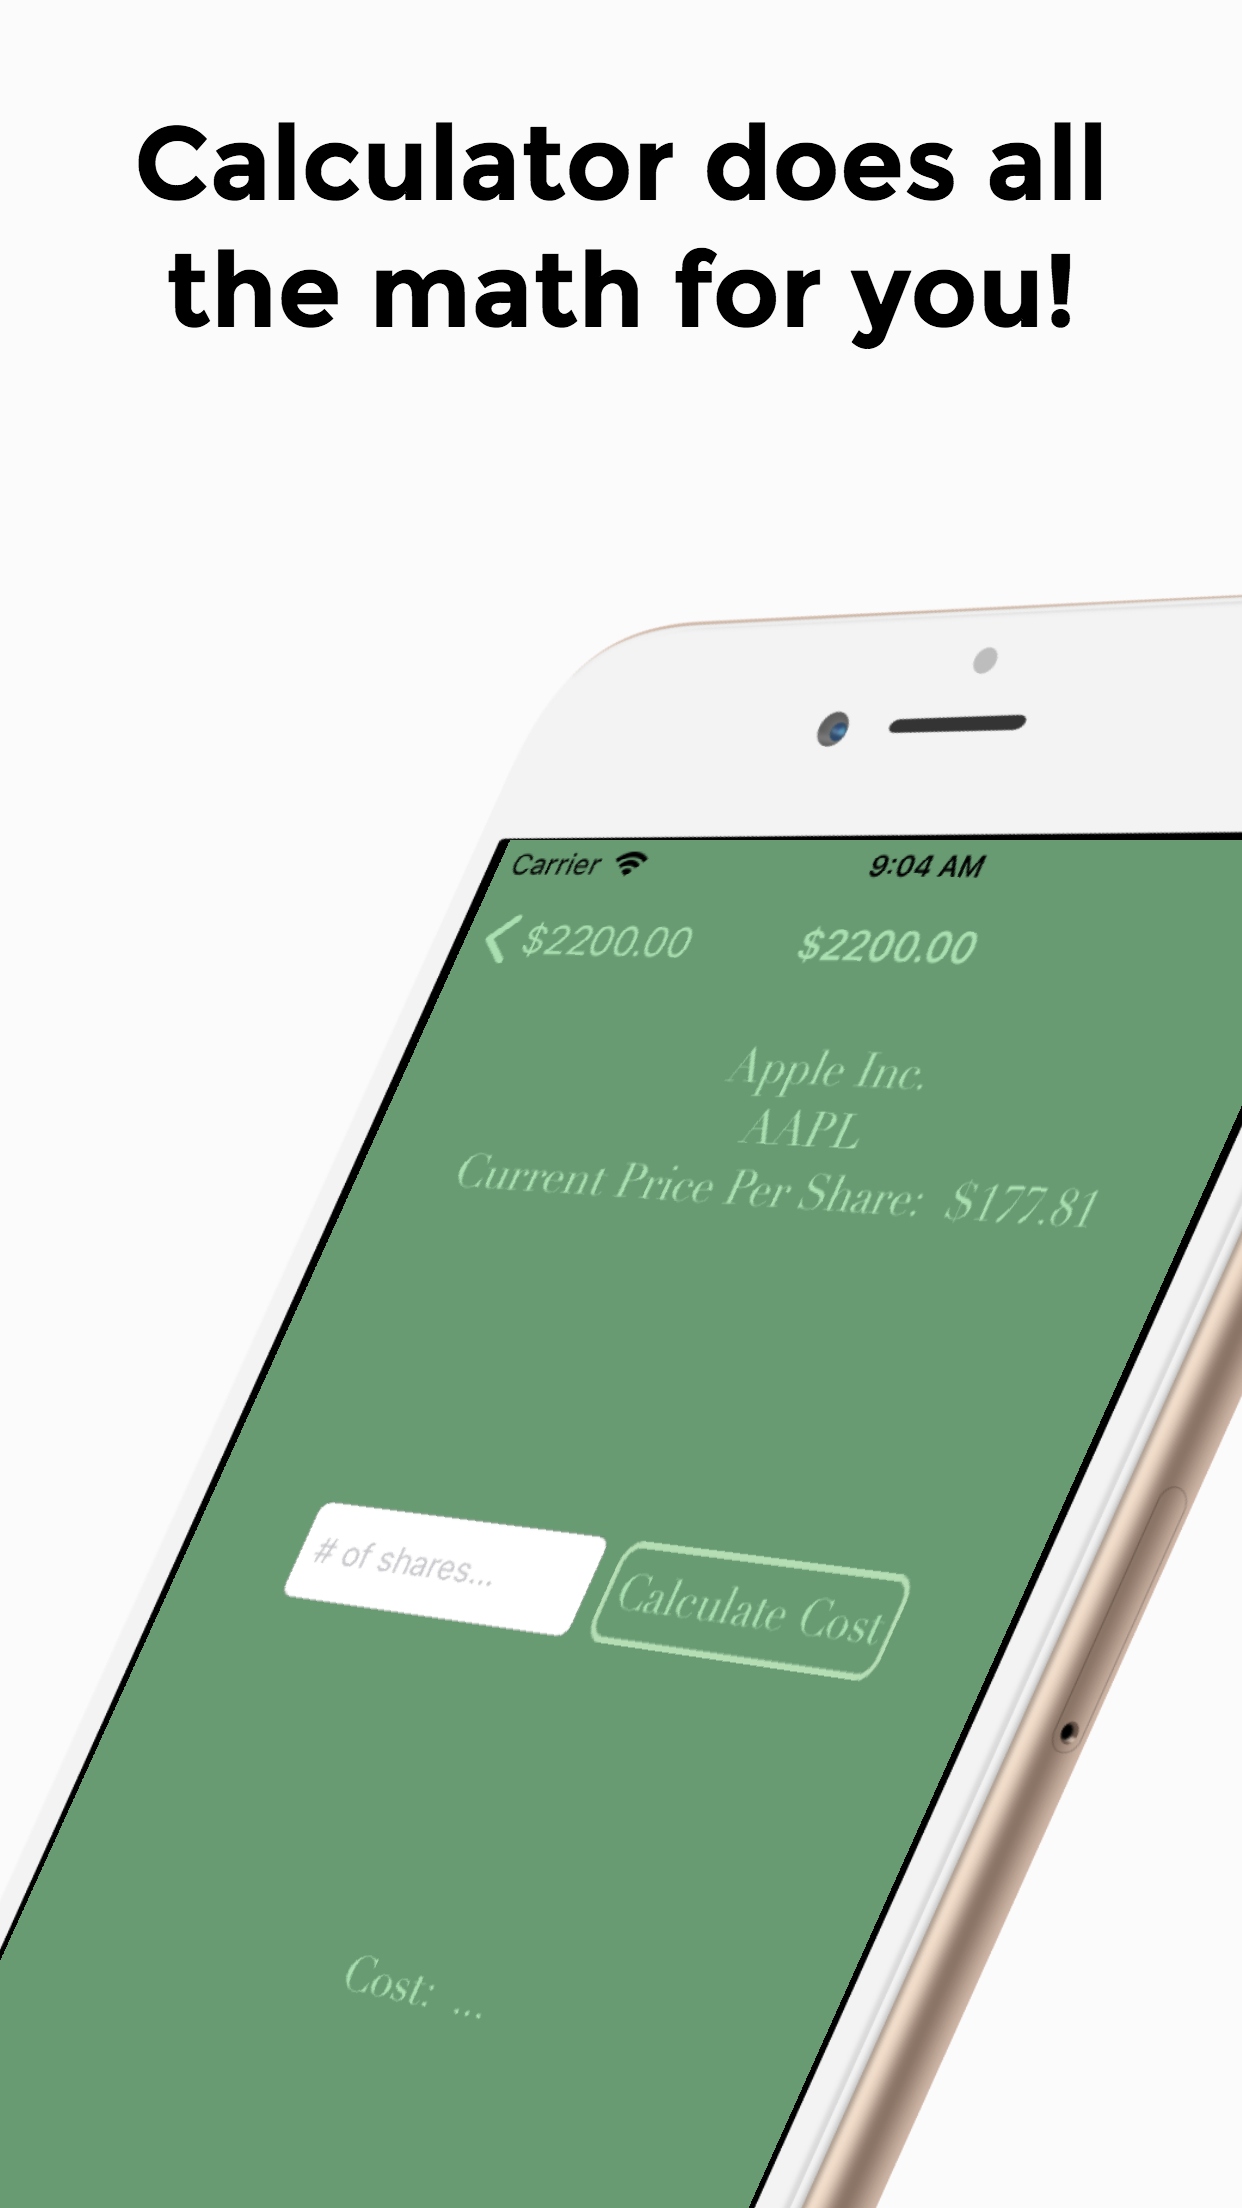 Calculator does all
the math for you!
Carrier 9:04 AM
$2200.00 $2200.00
Apple Inc.
AAPL
Current Price Per Share: $177.81
# of shares...
Calculate Cost
Cost: ...